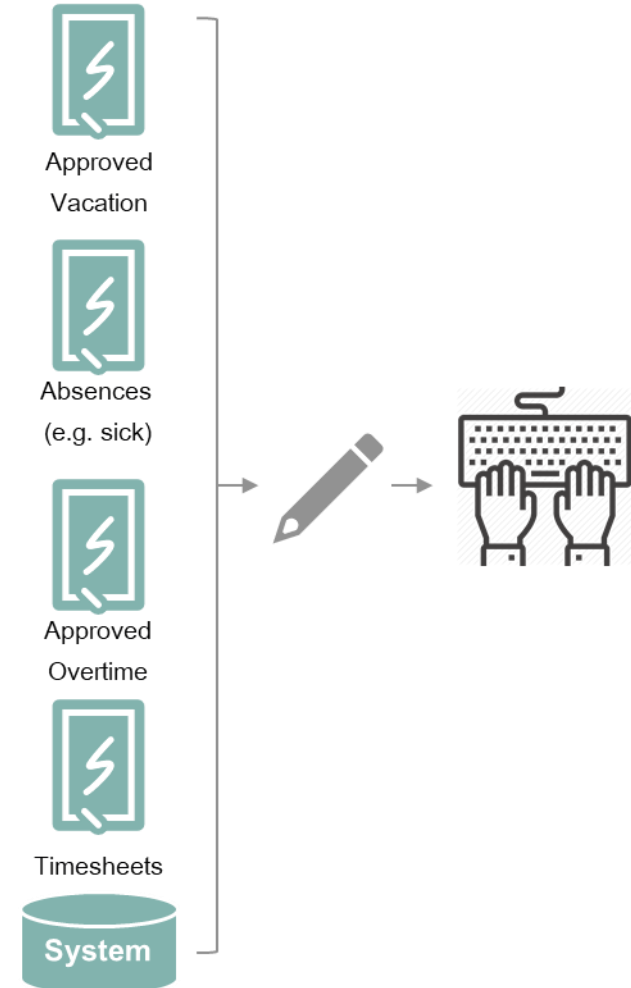 Approved
Vacation
Absences
(e.g. sick)
Approved
Overtime
Timesheets
System